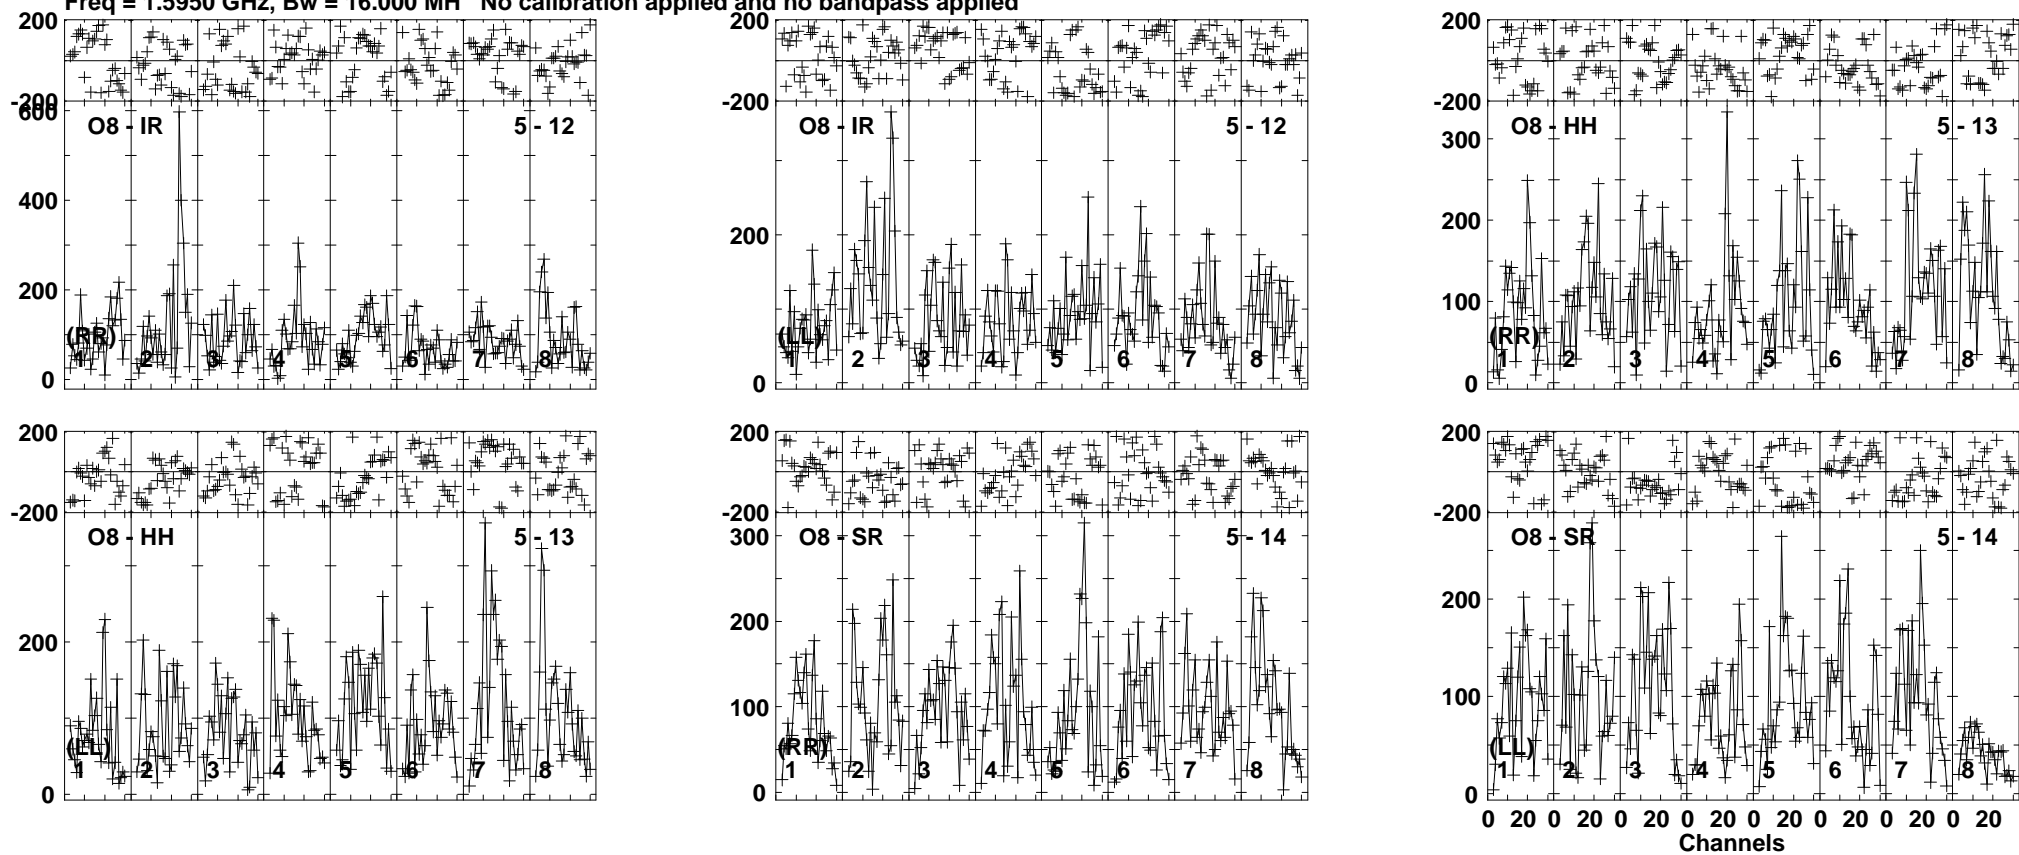 Freq = 1.5950 GHz, Bw = 16.000 MH   No calibration applied and no bandpass applied
200
-200
600
400
200
0
O8 - IR 5 - 12
(RR)
1 2 3 4 5 6 7 8
200
-200
200
0
O8 - IR 5 - 12
(LL)
1 2 3 4 5 6 7 8
200
-200
300
200
100
0
O8 - HH 5 - 13
(RR)
1 2 3 4 5 6 7 8
200
-200
200
0
O8 - HH 5 - 13
(LL)
1 2 3 4 5 6 7 8
200
-200
300
200
100
0
O8 - SR 5 - 14
(RR)
1 2 3 4 5 6 7 8
200
-200
200
100
0
O8 - SR 5 - 14
(LL)
1 2 3 4 5 6 7 8
0 20 0 20 0 20 0 20 0 20 0 20 0 20 0 20
Channels